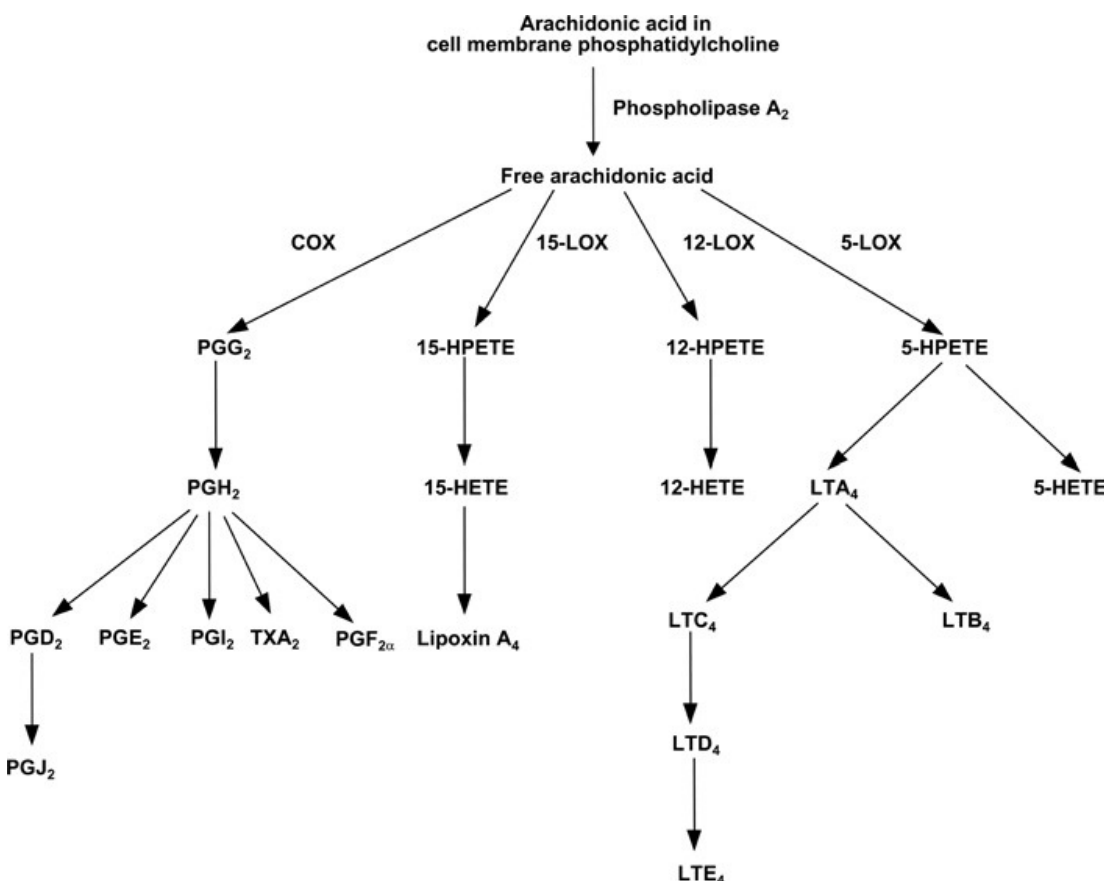 Arachidonic acid in
cell membrane phosphatidylcholine
Phospholipase A₂
Free arachidonic acid
COX 15-LOX 12-LOX 5-LOX
PGG₂ 15-HPETE 12-HPETE 5-HPETE
PGH₂ 15-HETE 12-HETE LTA₄ 5-HETE
PGD₂ PGE₂ PGI₂ TXA₂ PGF₂α Lipoxin A₄ LTC₄ LTB₄
LTD₄
PGJ₂
LTE₄